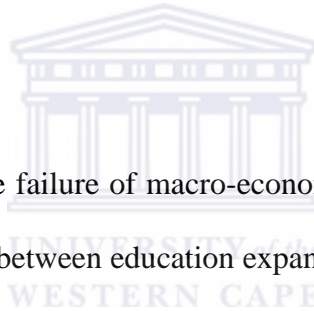 failure of macro-econo
between education expan
UNIVERSITY of the
WESTERN CAPE